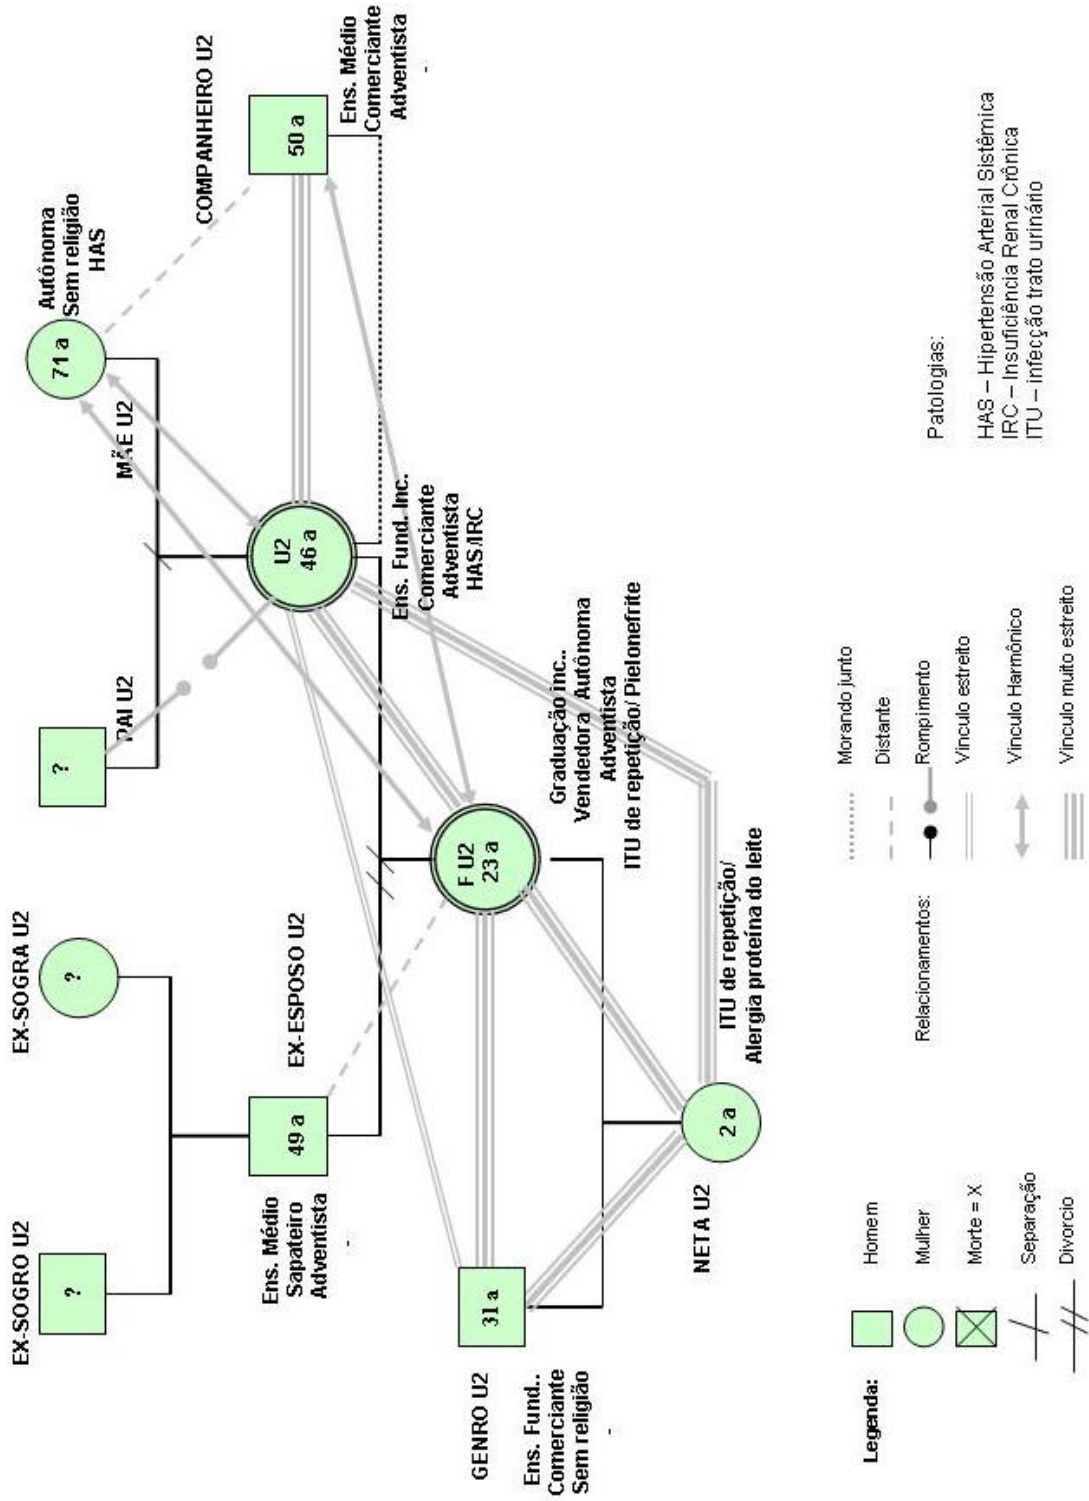 EX-SOGRO U2
?
EX-SOGRA U2
?
PAI U2
?
MÃE U2
71 a
Autônoma
Sem religião
HAS
Ens. Médio
Sapateiro
Adventista
-
49 a
EX-ESPOSO U2
U2
46 a
Ens. Fund. Inc..
Comerciante
Adventista
HAS/IRC
COMPANHEIRO U2
50 a
Ens. Médio
Comerciante
Adventista
-
GENRO U2
31 a
Ens. Fund..
Comerciante
Sem religião
-
F U2
23 a
Graduação inc..
Vendedora Autônoma
Adventista
ITU de repetição/ Pielonefrite
NETA U2
2 a
ITU de repetição/
Alergia proteína do leite
Legenda:
Homem
Mulher
Morte = X
Separação
Divorcio
Relacionamentos:
Morando junto
Distante
Rompimento
Vinculo estreito
Vinculo Harmônico
Vinculo muito estreito
Patologias:
HAS – Hipertensão Arterial Sistêmica
IRC – Insuficiência Renal Crônica
ITU – infecção trato urinário